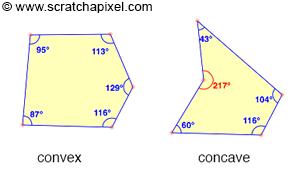 © www.scratchapixel.com
95° 113° 129° 116° 87°
43° 217° 104° 116° 60°
convex concave